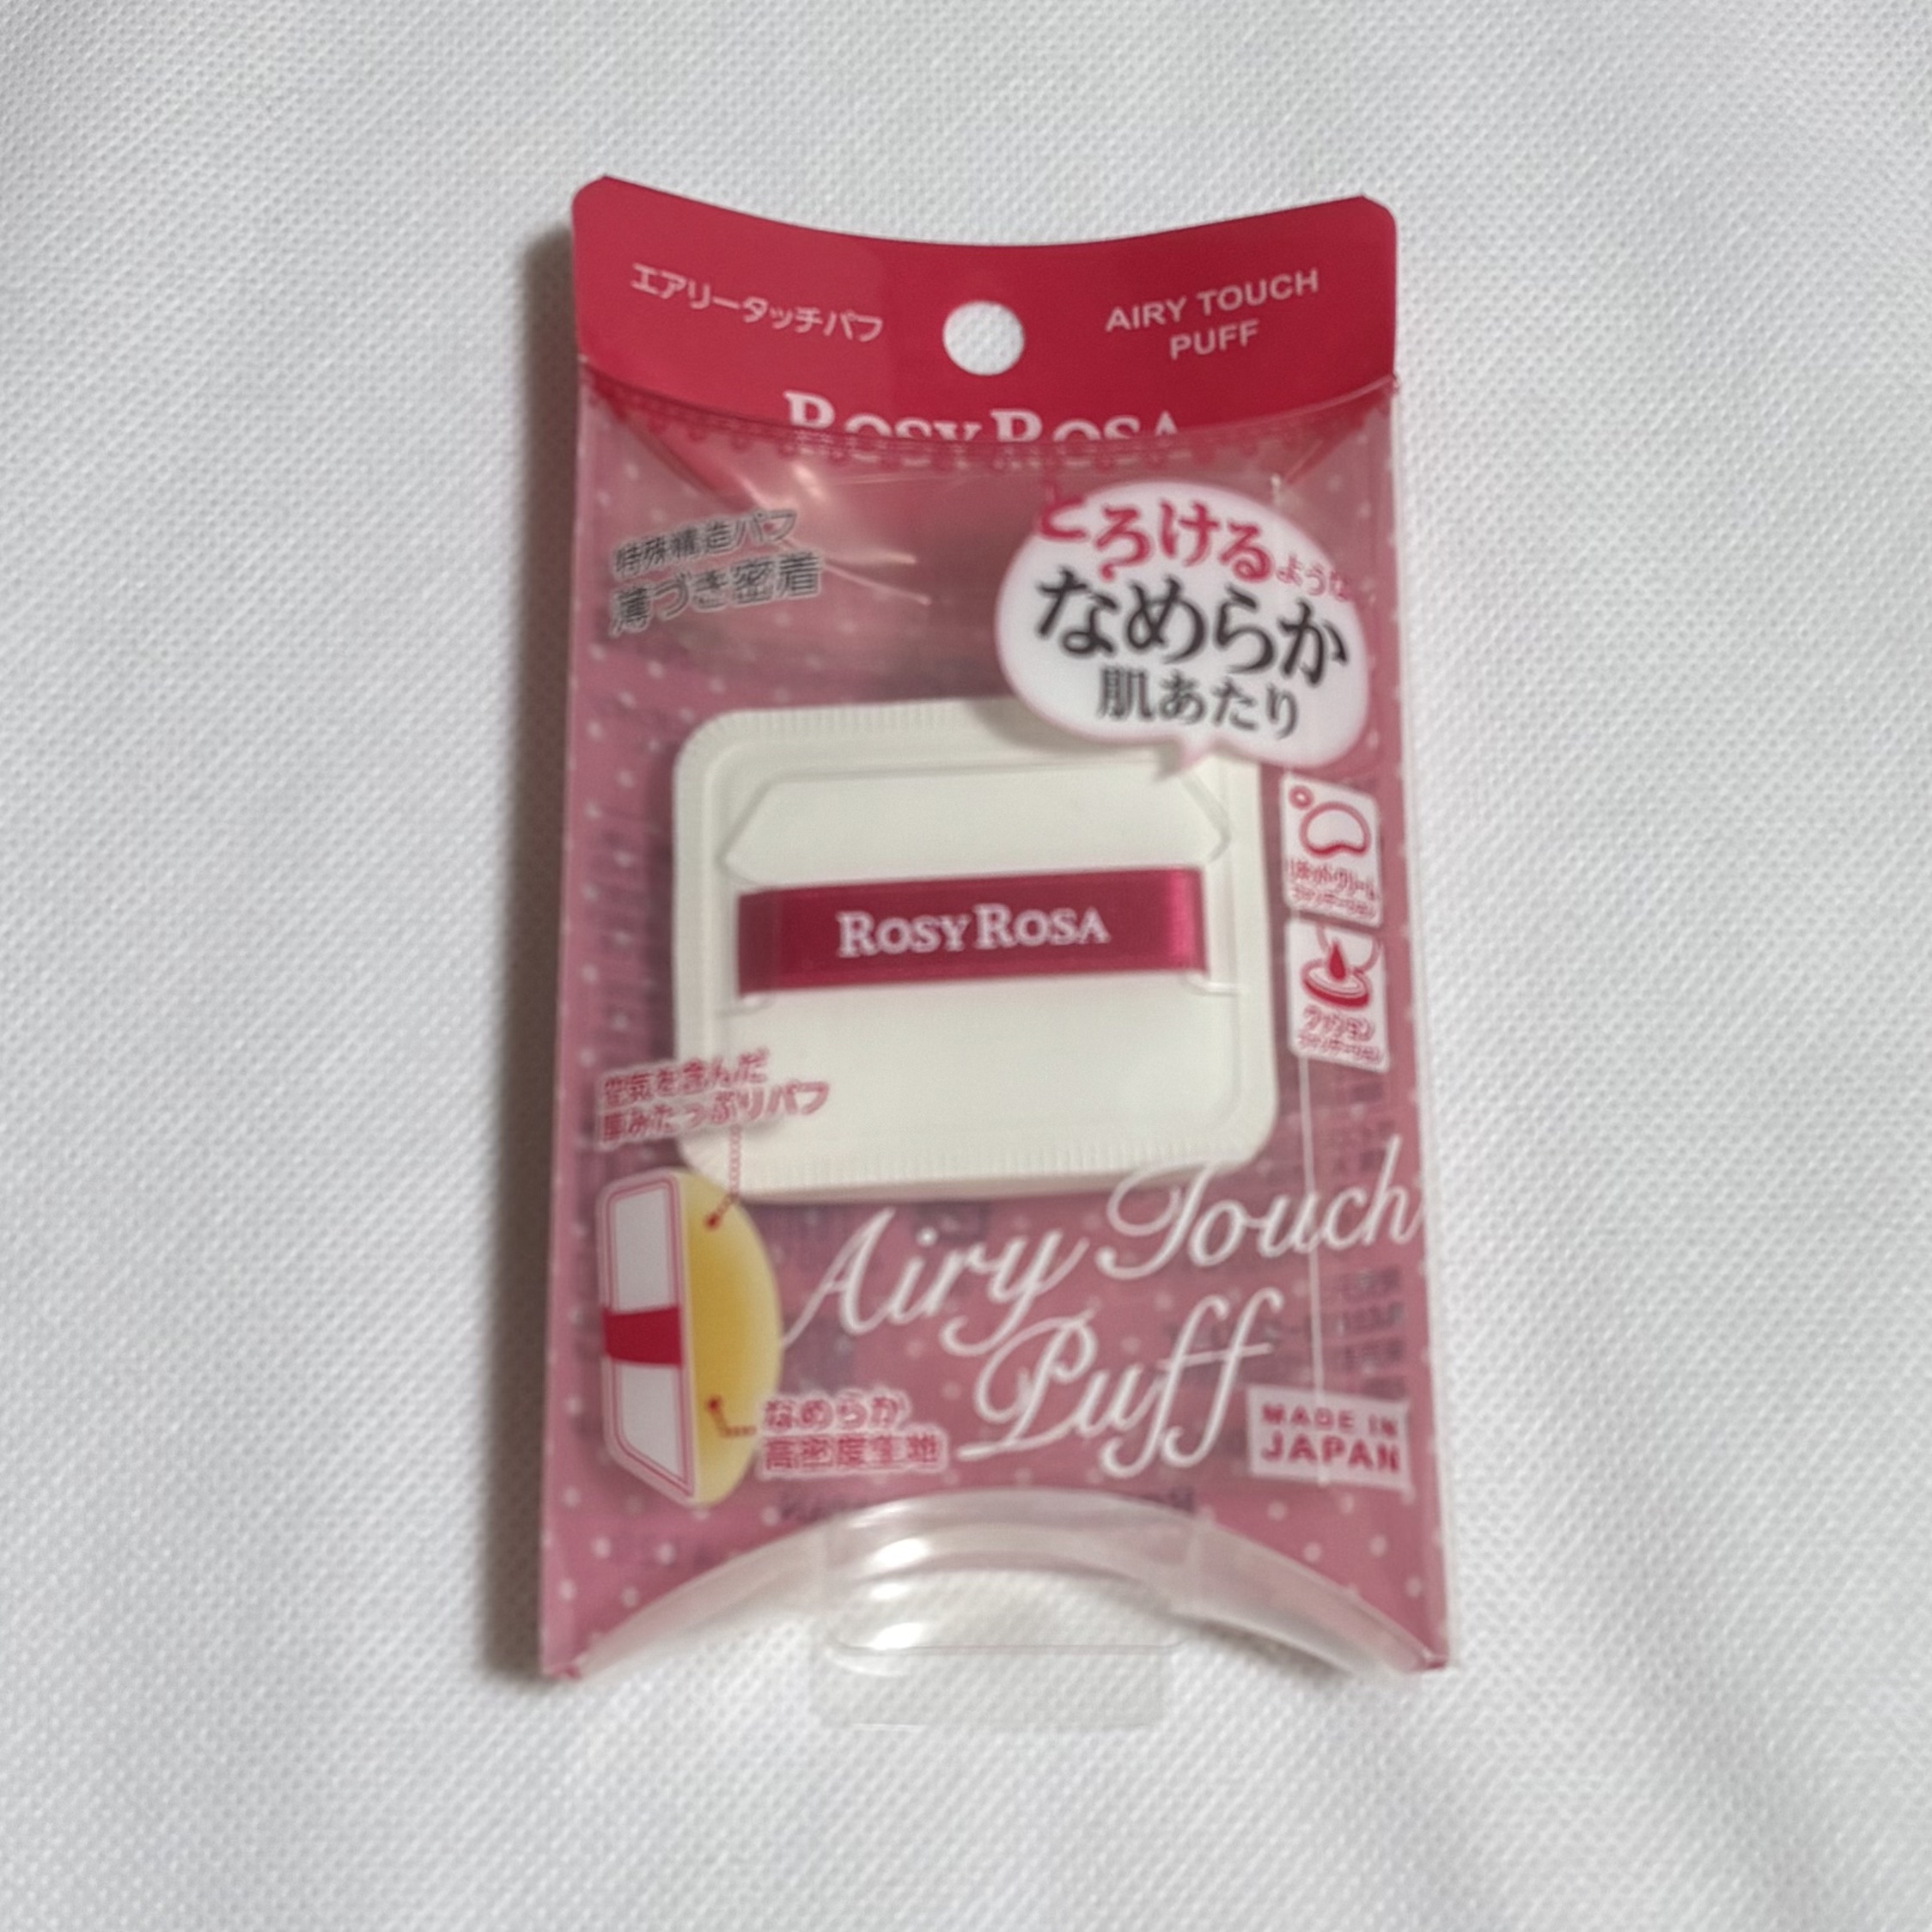 エアリータッチパフ
AIRY TOUCH
PUFF
ROSY ROSA
特殊構造パフ
薄づき密着
とろけるような
なめらか
肌あたり
ROSY ROSA
リキッド・クリーム
ファンデーション
クッション
ファンデーション
空気を含んだ
厚みたっぷりパフ
Airy Touch
Puff
なめらか
高密度生地
MADE IN
JAPAN